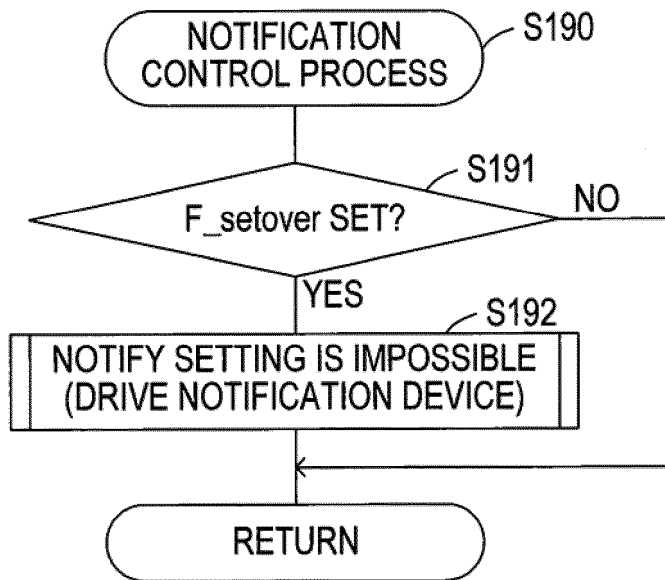 NOTIFICATION
CONTROL PROCESS
S190
S191
F_setover SET?
NO
YES
S192
NOTIFY SETTING IS IMPOSSIBLE
(DRIVE NOTIFICATION DEVICE)
RETURN